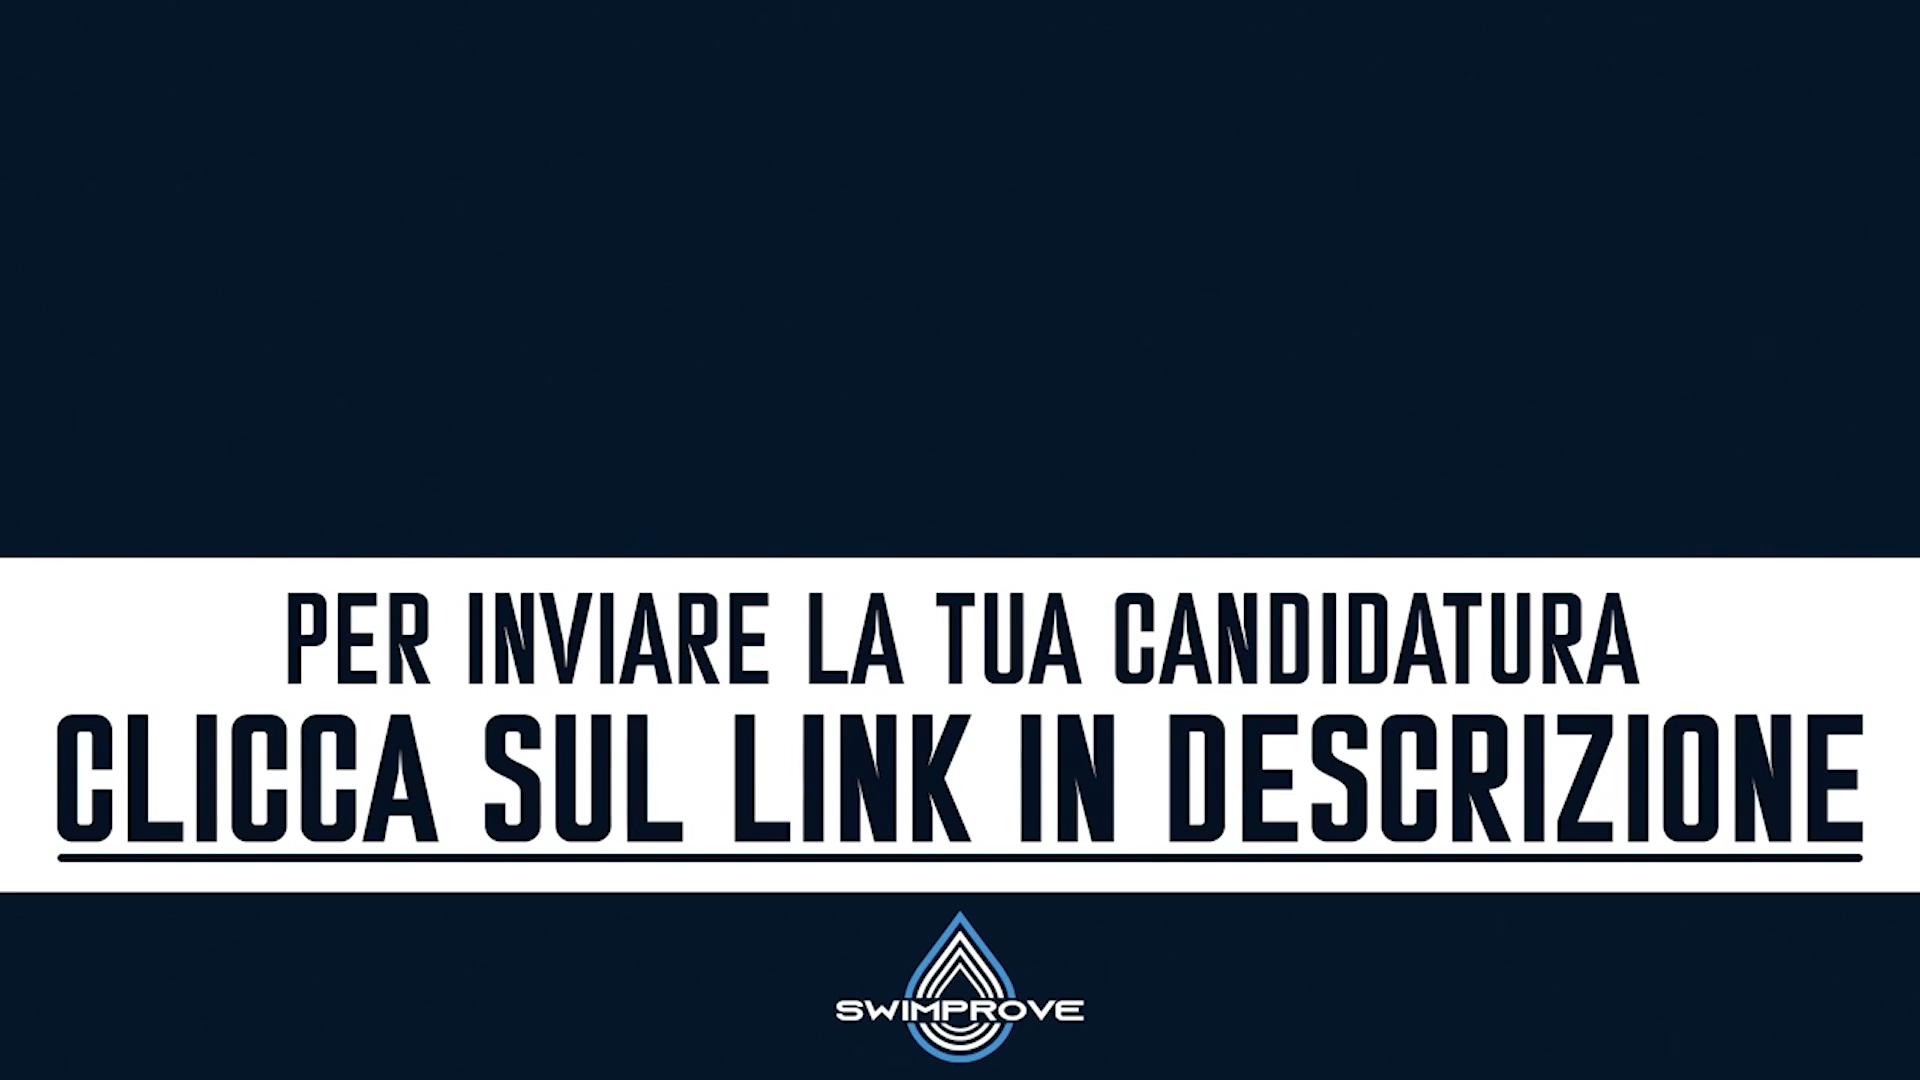 PER INVIARE LA TUA CANDIDATURA
CLICCA SUL LINK IN DESCRIZIONE
SWIMPROVE